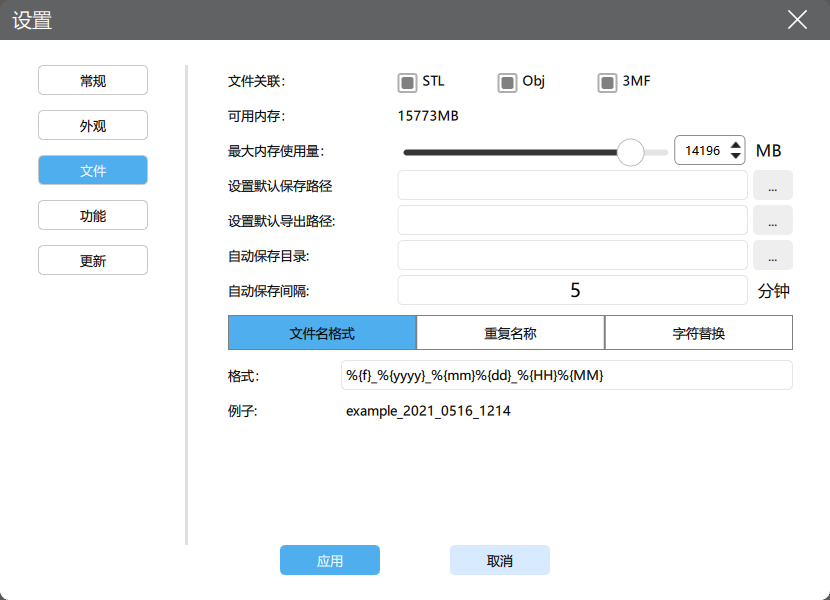 设置
常规
外观
文件
功能
更新
文件关联: STL Obj 3MF
可用内存: 15773MB
最大内存使用量: 14196 MB
设置默认保存路径 ...
设置默认导出路径: ...
自动保存目录: ...
自动保存间隔: 5 分钟
文件名格式 重复名称 字符替换
格式: %{f}_%{yyyy}_%{mm}%{dd}_%{HH}%{MM}
例子: example_2021_0516_1214
应用 取消